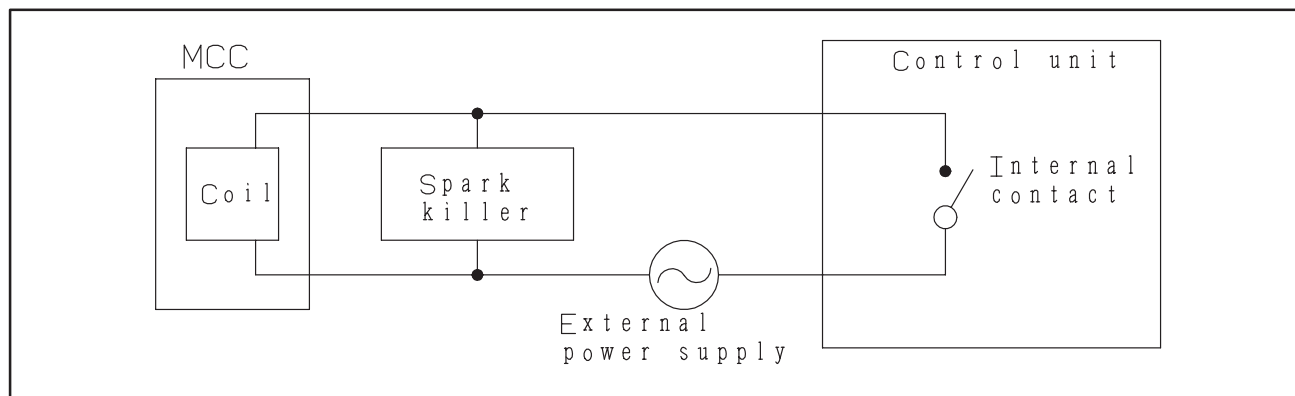 MCC
Control unit
Coil
Spark
killer
Internal
contact
External
power supply